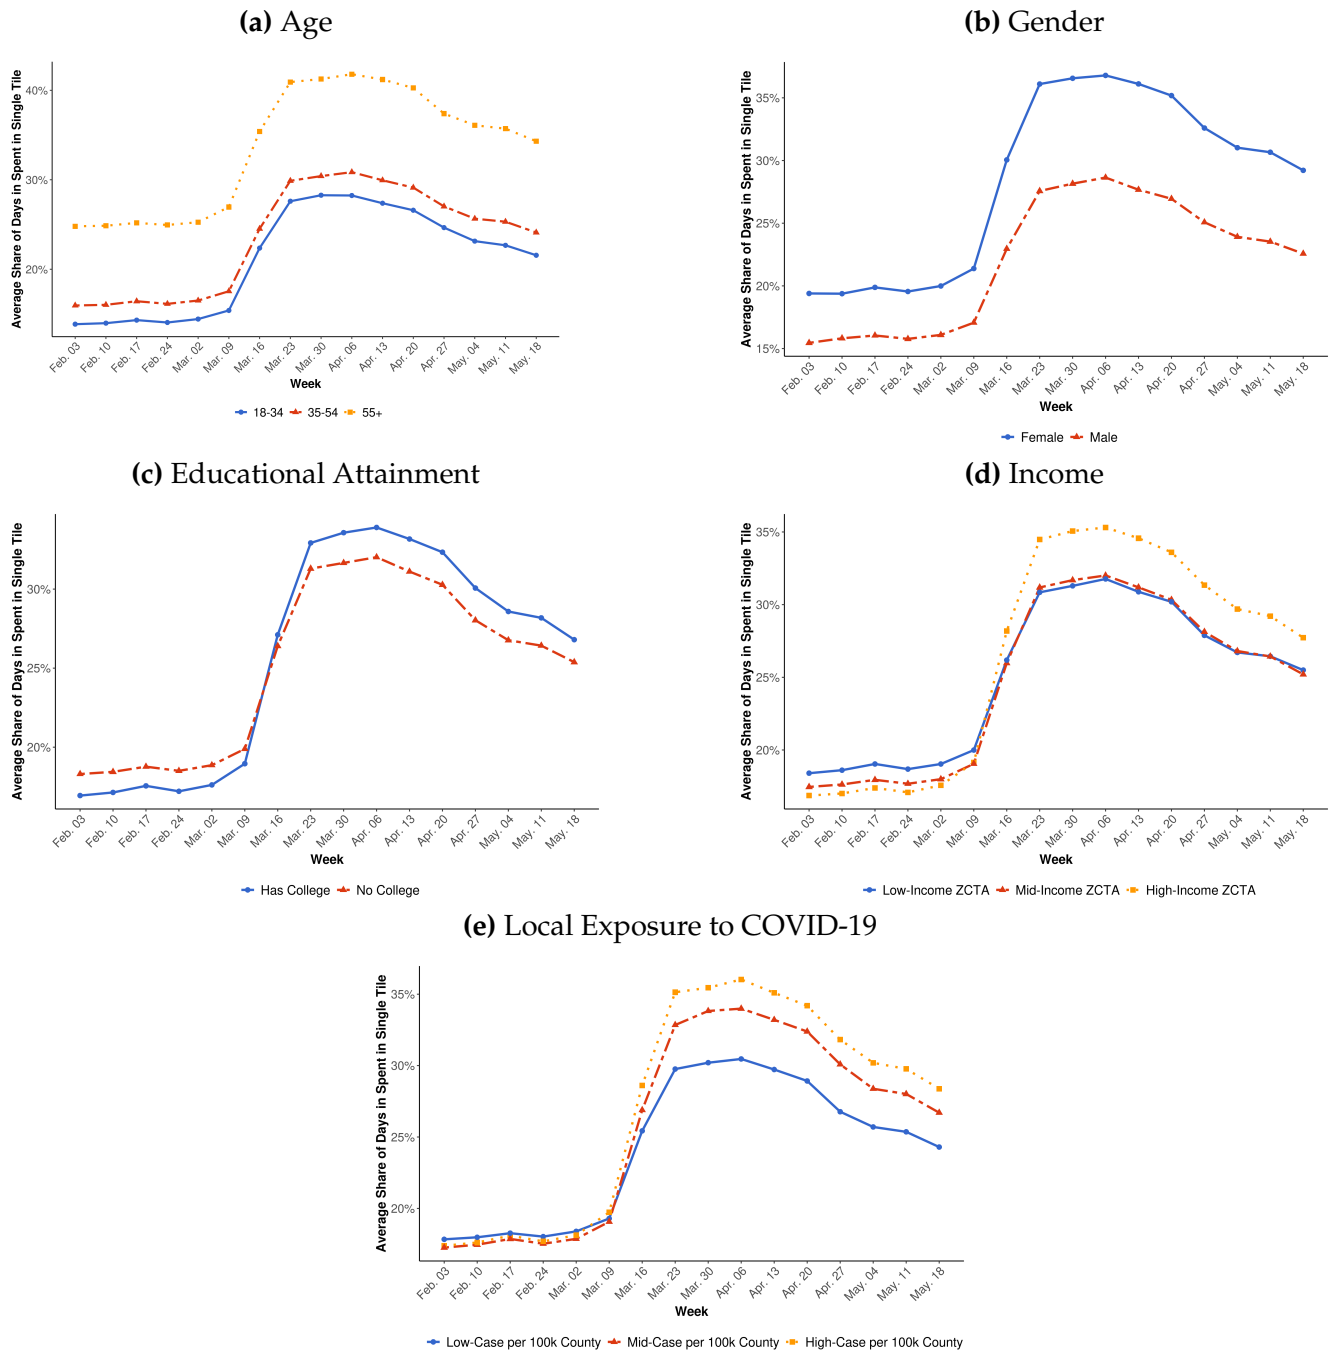 (a) Age
Average Share of Days in Spent in Single Tile
40%
30%
20%
Feb. 03 Feb. 10 Feb. 17 Feb. 24 Mar. 02 Mar. 09 Mar. 16 Mar. 23 Mar. 30 Apr. 06 Apr. 13 Apr. 20 Apr. 27 May. 04 May. 11 May. 18
Week
18-34 35-54 55+
(b) Gender
Average Share of Days in Spent in Single Tile
35%
30%
25%
20%
15%
Feb. 03 Feb. 10 Feb. 17 Feb. 24 Mar. 02 Mar. 09 Mar. 16 Mar. 23 Mar. 30 Apr. 06 Apr. 13 Apr. 20 Apr. 27 May. 04 May. 11 May. 18
Week
Female Male
(c) Educational Attainment
Average Share of Days in Spent in Single Tile
30%
25%
20%
Feb. 03 Feb. 10 Feb. 17 Feb. 24 Mar. 02 Mar. 09 Mar. 16 Mar. 23 Mar. 30 Apr. 06 Apr. 13 Apr. 20 Apr. 27 May. 04 May. 11 May. 18
Week
Has College No College
(d) Income
Average Share of Days in Spent in Single Tile
35%
30%
25%
20%
Feb. 03 Feb. 10 Feb. 17 Feb. 24 Mar. 02 Mar. 09 Mar. 16 Mar. 23 Mar. 30 Apr. 06 Apr. 13 Apr. 20 Apr. 27 May. 04 May. 11 May. 18
Week
Low-Income ZCTA Mid-Income ZCTA High-Income ZCTA
(e) Local Exposure to COVID-19
Average Share of Days in Spent in Single Tile
35%
30%
25%
20%
Feb. 03 Feb. 10 Feb. 17 Feb. 24 Mar. 02 Mar. 09 Mar. 16 Mar. 23 Mar. 30 Apr. 06 Apr. 13 Apr. 20 Apr. 27 May. 04 May. 11 May. 18
Week
Low-Case per 100k County Mid-Case per 100k County High-Case per 100k County